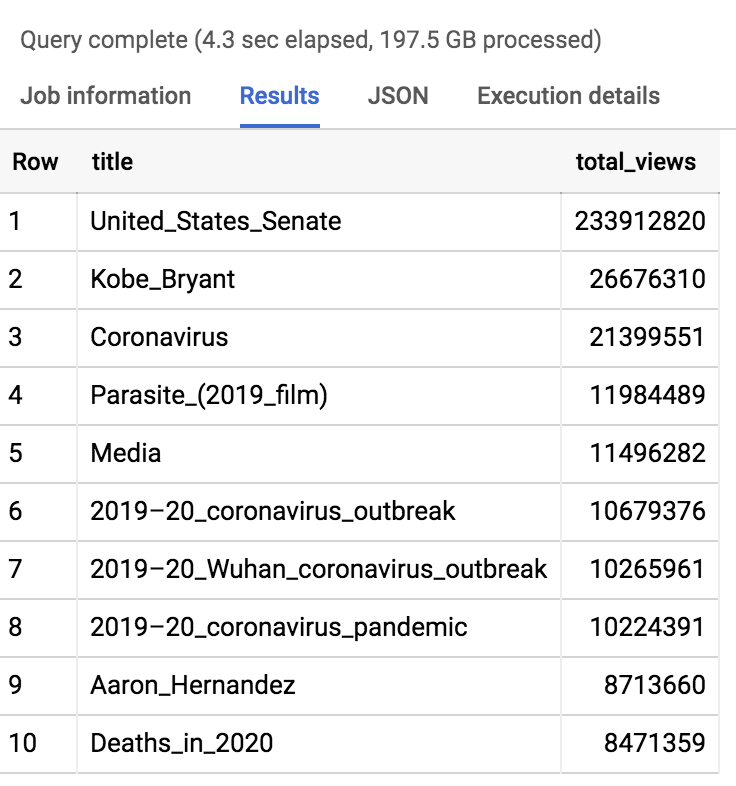 Query complete (4.3 sec elapsed, 197.5 GB processed)
Job information Results JSON Execution details
Row title total_views
1 United_States_Senate 233912820
2 Kobe_Bryant 26676310
3 Coronavirus 21399551
4 Parasite_(2019_film) 11984489
5 Media 11496282
6 2019–20_coronavirus_outbreak 10679376
7 2019–20_Wuhan_coronavirus_outbreak 10265961
8 2019–20_coronavirus_pandemic 10224391
9 Aaron_Hernandez 8713660
10 Deaths_in_2020 8471359